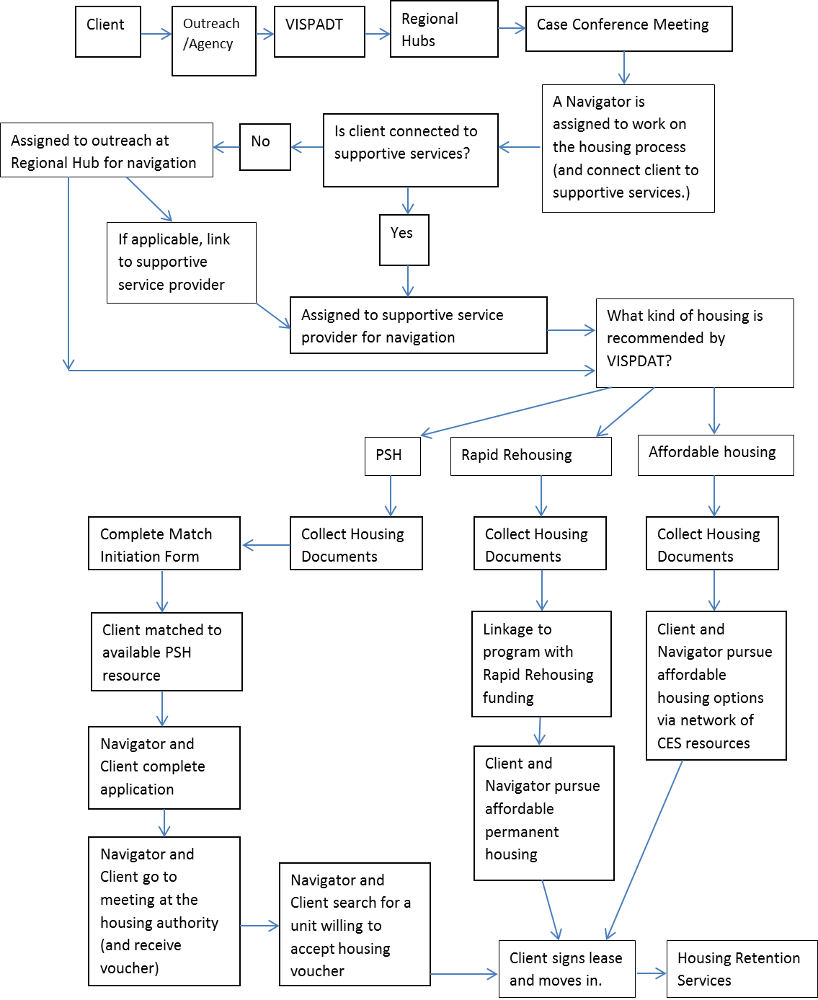 Client
Outreach
/Agency
VISPADT
Regional
Hubs
Case Conference Meeting
A Navigator is
assigned to work on
the housing process
(and connect client to
supportive services.)
Is client connected to
supportive services?
No
Assigned to outreach at
Regional Hub for navigation
If applicable, link
to supportive
service provider
Yes
Assigned to supportive service
provider for navigation
What kind of housing is
recommended by
VISPDAT?
PSH
Rapid Rehousing
Affordable housing
Collect Housing
Documents
Complete Match
Initiation Form
Client matched to
available PSH
resource
Navigator and
Client complete
application
Navigator and
Client go to
meeting at the
housing authority
(and receive
voucher)
Navigator and
Client search for a
unit willing to
accept housing
voucher
Collect Housing
Documents
Linkage to
program with
Rapid Rehousing
funding
Client and
Navigator pursue
affordable
permanent
housing
Collect Housing
Documents
Client and
Navigator pursue
affordable
housing options
via network of
CES resources
Client signs lease
and moves in.
Housing Retention
Services